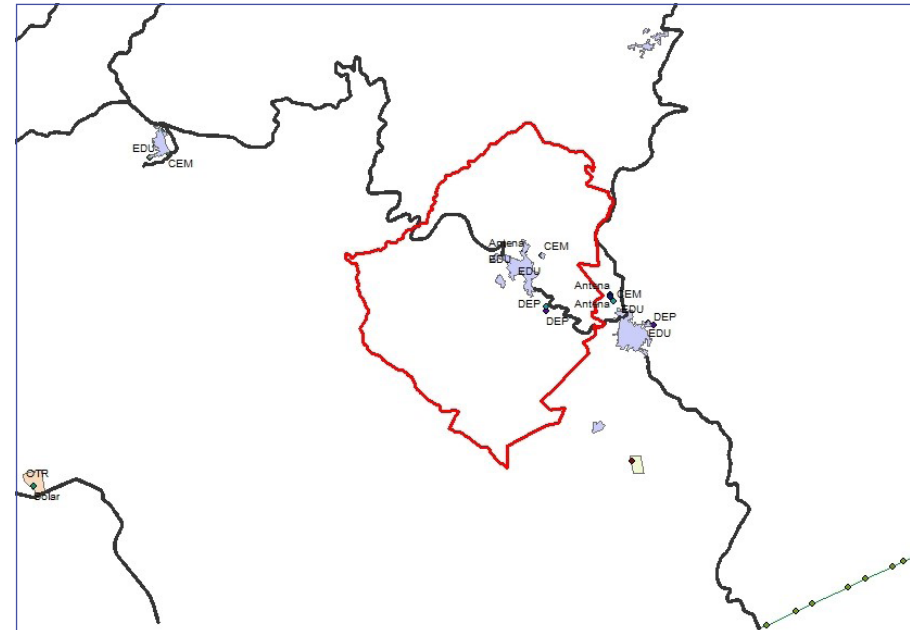 EDU
CEM
Antena
CEM
EDU
EDU
Antena
CEM
DEP
Antena
EDU
DEP
DEP
EDU
OTR
Solar